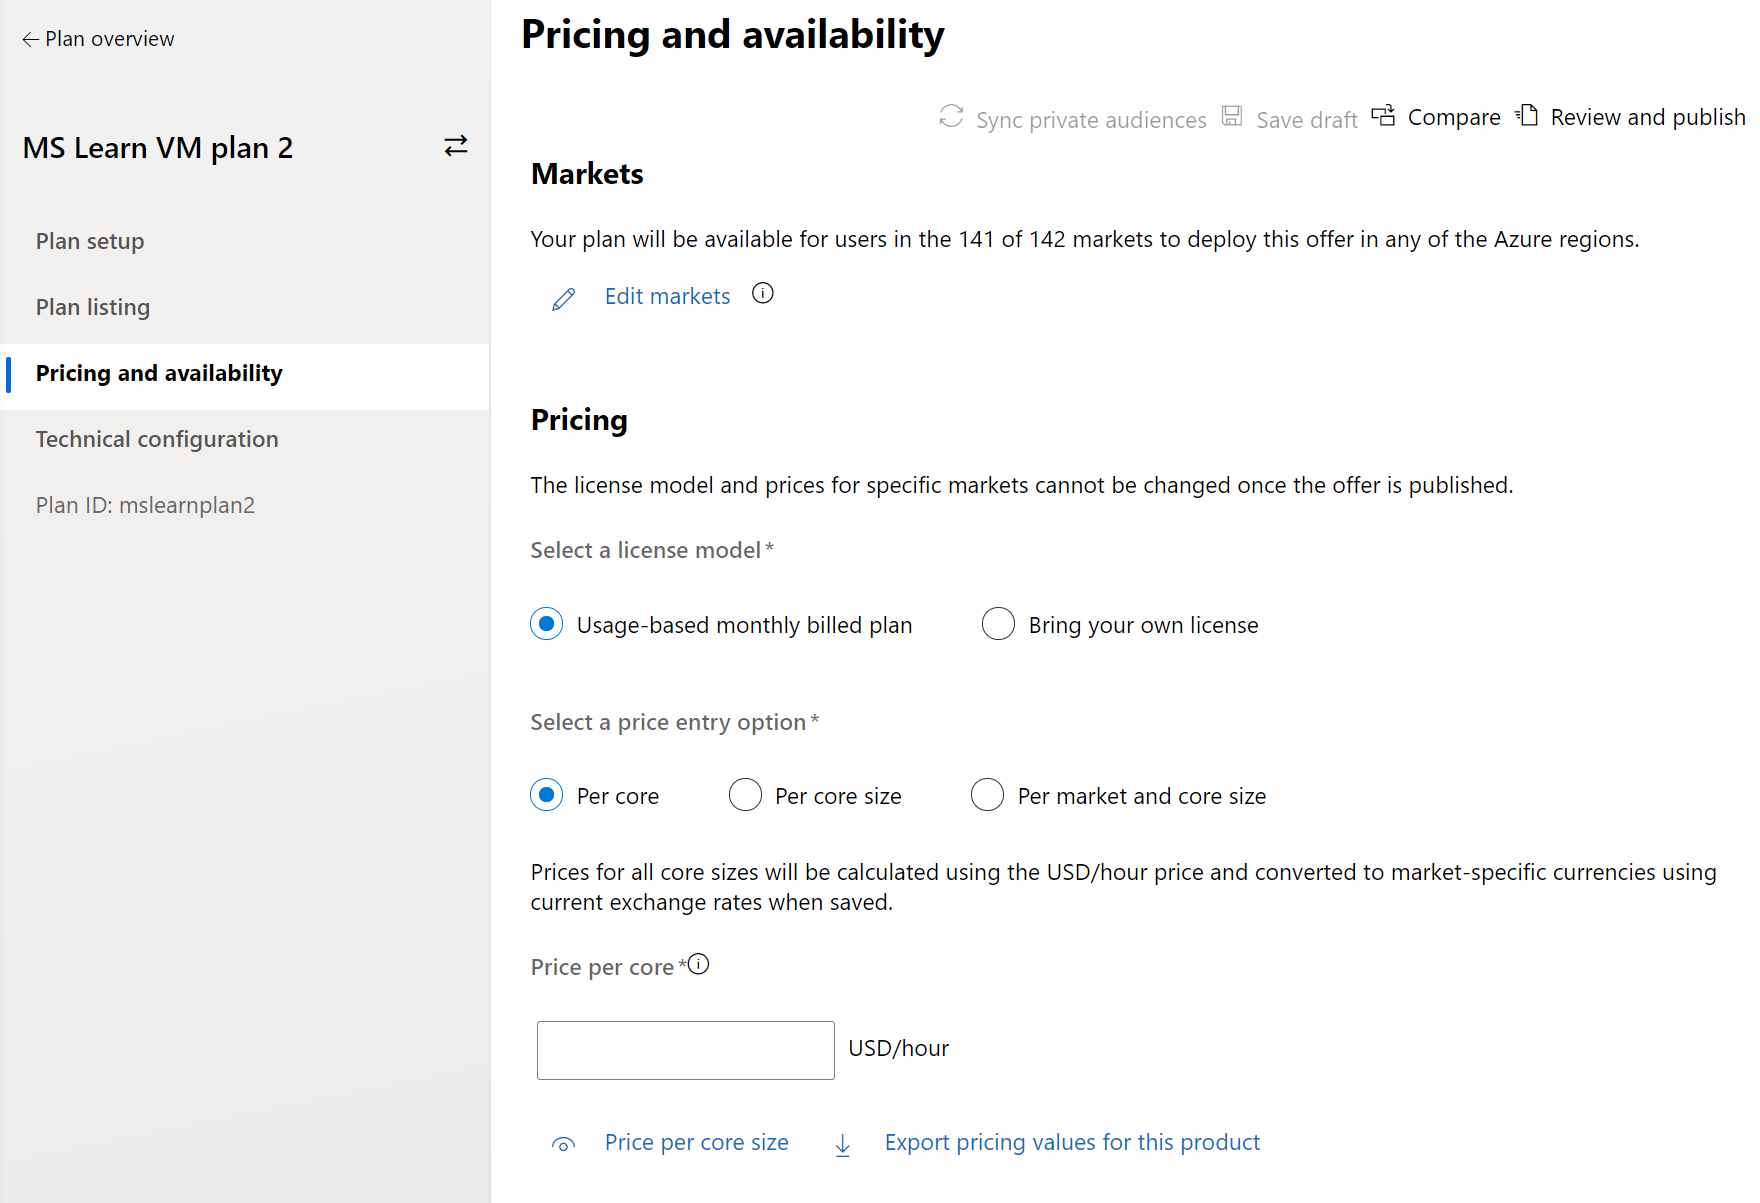 Plan overview
MS Learn VM plan 2
Plan setup
Plan listing
Pricing and availability
Technical configuration
Plan ID: mslearnplan2
Pricing and availability
Sync private audiences Save draft Compare Review and publish
Markets
Your plan will be available for users in the 141 of 142 markets to deploy this offer in any of the Azure regions.
Edit markets
Pricing
The license model and prices for specific markets cannot be changed once the offer is published.
Select a license model *
Usage-based monthly billed plan Bring your own license
Select a price entry option *
Per core Per core size Per market and core size
Prices for all core sizes will be calculated using the USD/hour price and converted to market-specific currencies using
current exchange rates when saved.
Price per core *
USD/hour
Price per core size Export pricing values for this product